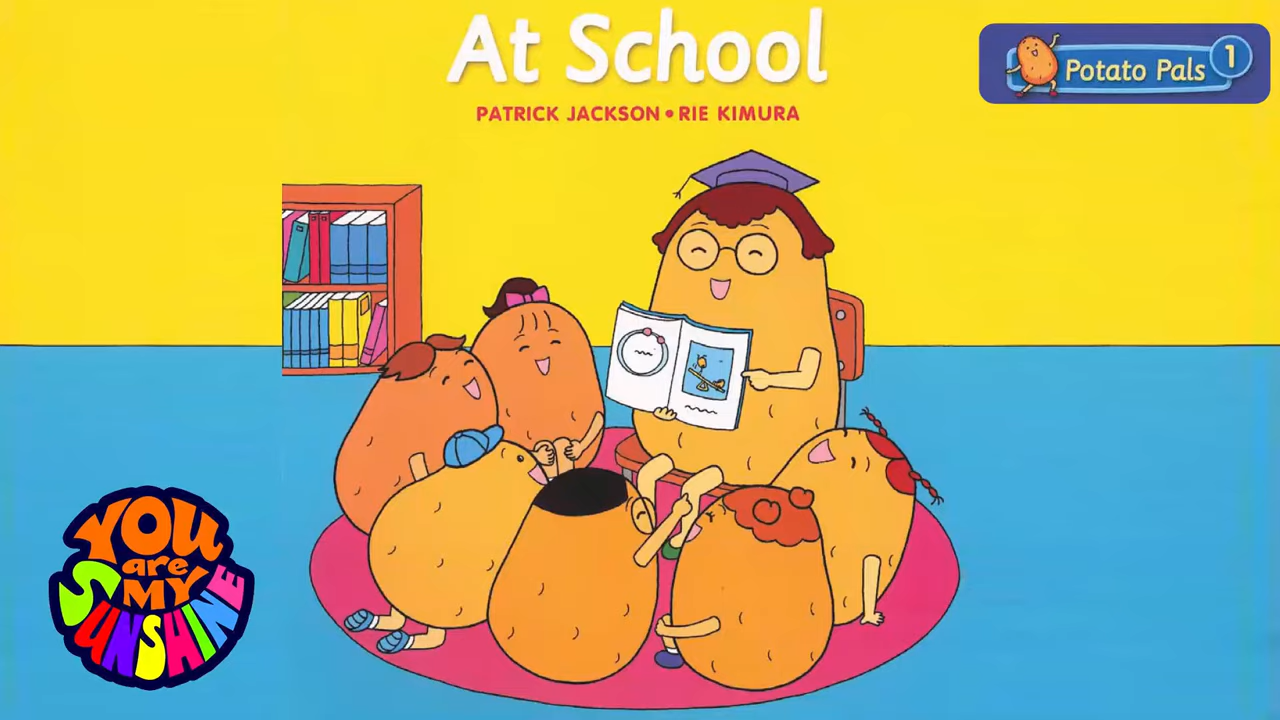 At School
PATRICK JACKSON • RIE KIMURA
Potato Pals 1
YOU
are
MY
SUNSHINE